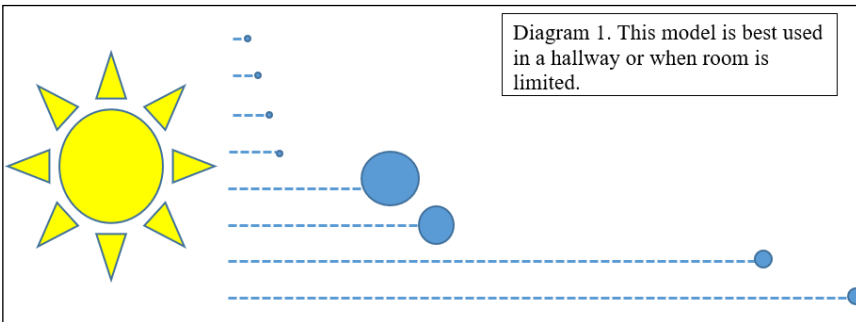 Diagram 1. This model is best used
in a hallway or when room is
limited.